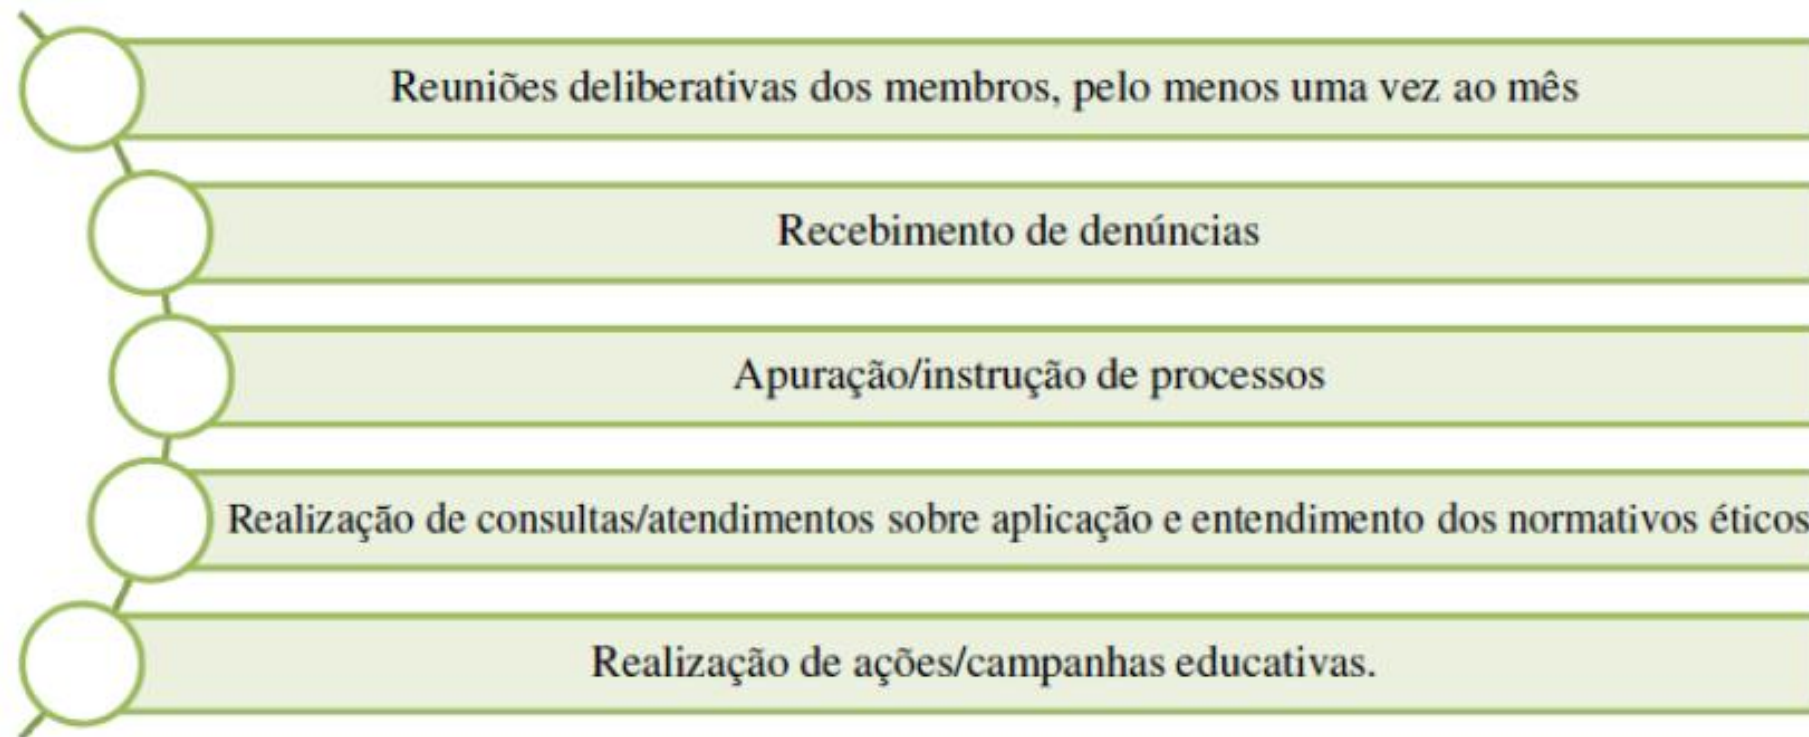 Reuniões deliberativas dos membros, pelo menos uma vez ao mês
Recebimento de denúncias
Apuração/instrução de processos
Realização de consultas/atendimentos sobre aplicação e entendimento dos normativos éticos
Realização de ações/campanhas educativas.